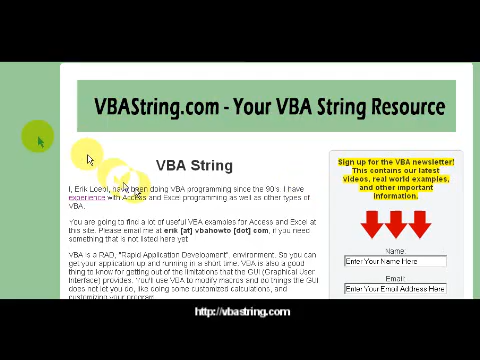 VBAString.com - Your VBA String Resource
VBA String
I, Erik Loebl, have been doing VBA programming since the 90's. I have
experience with Access and Excel programming as well as other types of
VBA.
You are going to find a lot of useful VBA examples for Access and Excel at
this site. Please email me at erik [at] vbahowto [dot] com, if you need
something that is not listed here yet
VBA is a RAD, "Rapid Application Development", environment. So you can
get your application up and running in a short time. VBA is also a good
thing to know for getting out of the limitations that the GUI (Graphical User
Interface) provides. You'll use VBA to modify macros and do things the GUI
does not let you do, like doing some customized calculations, and
customizing your program
Sign up for the VBA newsletter!
This contains our latest
videos, real world examples,
and other important
information.
Name:
Enter Your Name Here
Email:
Enter Your Email Address Here
http://vbastring.com